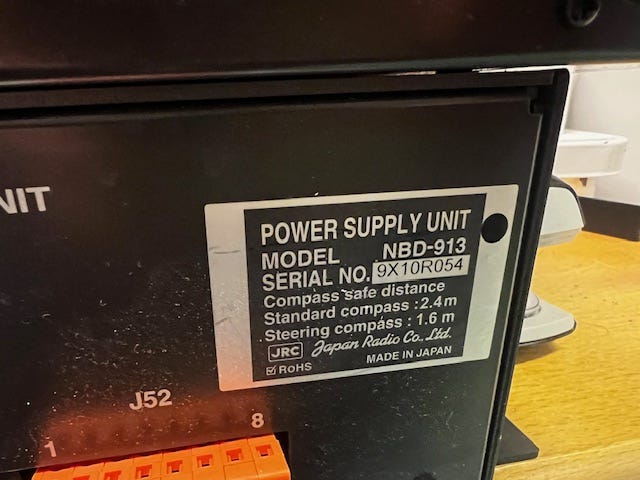 NIT
POWER SUPPLY UNIT
MODEL NBD-913
SERIAL NO. 9X10R054
Compass safe distance
Standard compass : 2.4 m
Steering compass : 1.6 m
JRC Japan Radio Co., Ltd.
RoHS MADE IN JAPAN
J52
1 8